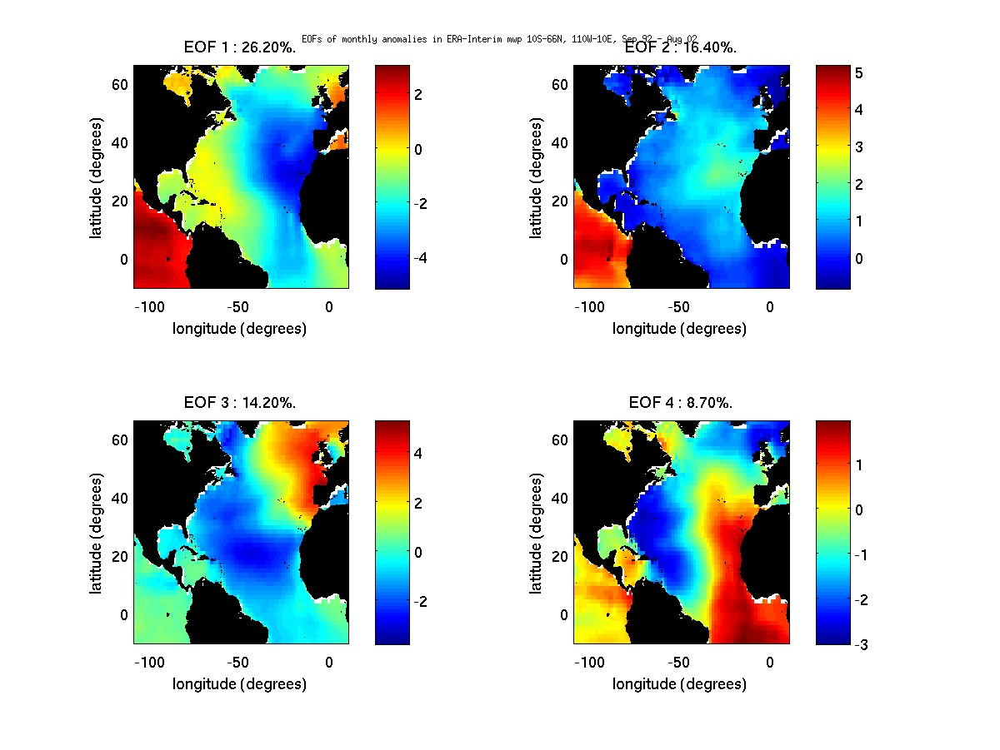 EOFs of monthly anomalies in ERA-Interim mwp 10S-66N, 110W-10E, Sep 92 - Aug 02
EOF 1 : 26.20%.
60
40
20
0
latitude (degrees)
-100 -50 0
longitude (degrees)
2
0
-2
-4
EOF 2 : 16.40%.
60
40
20
0
latitude (degrees)
-100 -50 0
longitude (degrees)
5
4
3
2
1
0
EOF 3 : 14.20%.
60
40
20
0
latitude (degrees)
-100 -50 0
longitude (degrees)
4
2
0
-2
EOF 4 : 8.70%.
60
40
20
0
latitude (degrees)
-100 -50 0
longitude (degrees)
1
0
-1
-2
-3